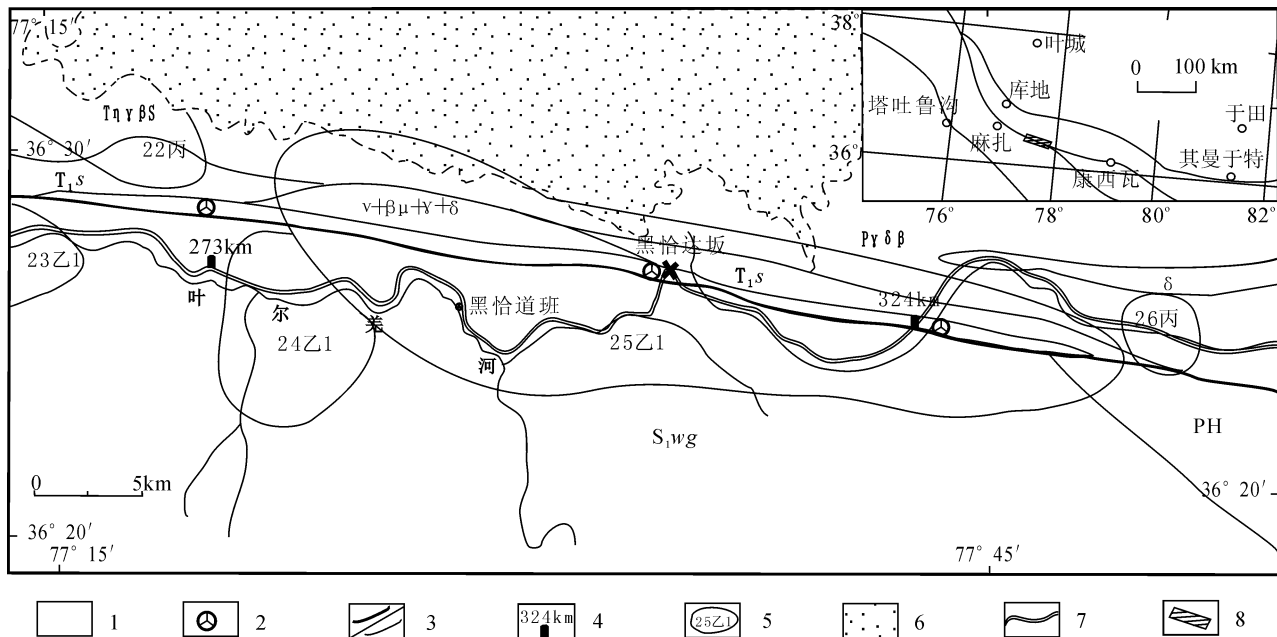 77° 15′
38°
叶城
0 100 km
库地
塔吐鲁沟
于田
麻扎
其曼于特
36°
康西瓦
76° 78° 80° 82°
TηγβS
36° 30′
22丙
T₁s
ν+βμ+γ+δ
黑恰达坂
Pγδβ
273km
23乙1
T₁s
δ
324km
26丙
叶尔羌河
黑恰道班
24乙1
25乙1
S₁wg
PH
0 5km
36° 20′
36° 20′
77° 15′
77° 45′
1
2
3
324km 4
25乙1 5
6
7
8